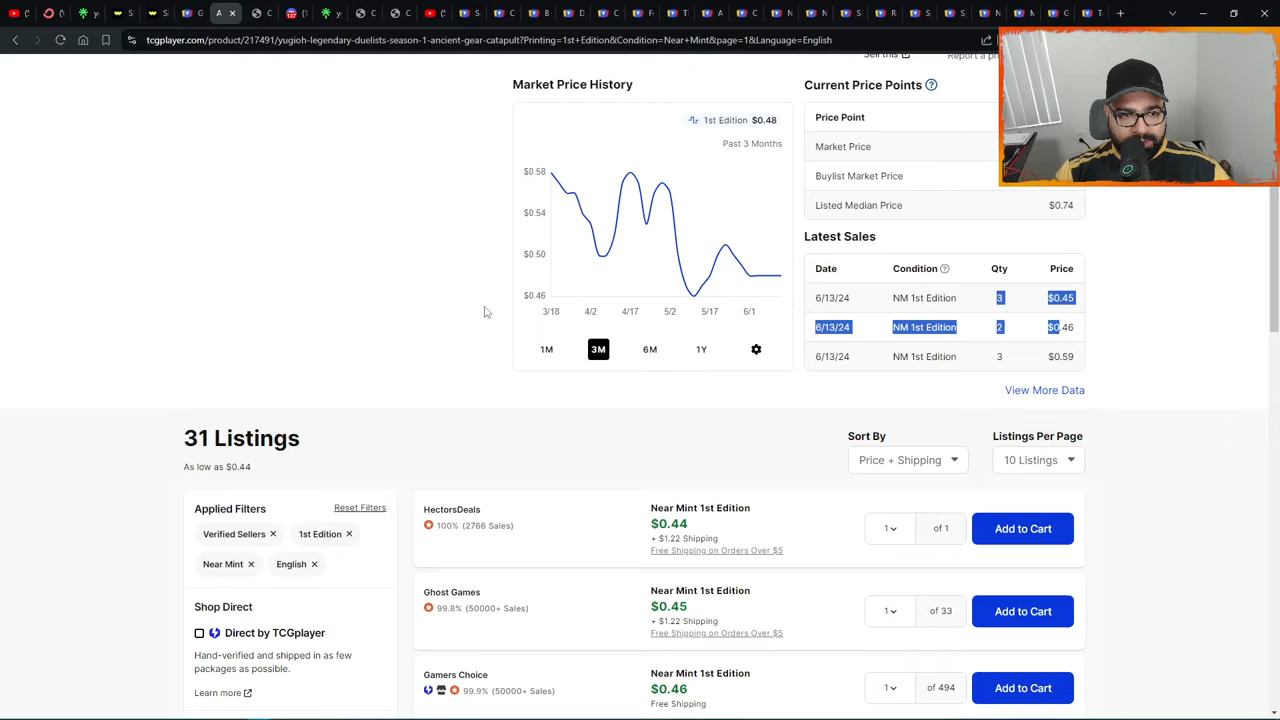 tcgplayer.com/product/217491/yugioh-legendary-duelists-season-1-ancient-gear-catapult?Printing=1st+Edition&Condition=Near+Mint&page=1&Language=English
Sell this
Report a
Market Price History
1st Edition $0.48
Past 3 Months
$0.58
$0.54
$0.50
$0.46
3/18 4/2 4/17 5/2 5/17 6/1
1M 3M 6M 1Y
Current Price Points
Price Point
Market Price
Buylist Market Price
Listed Median Price $0.74
Latest Sales
Date Condition Qty Price
6/13/24 NM 1st Edition 3 $0.45
6/13/24 NM 1st Edition 2 $0.46
6/13/24 NM 1st Edition 3 $0.59
View More Data
31 Listings
As low as $0.44
Sort By
Price + Shipping
Listings Per Page
10 Listings
Applied Filters Reset Filters
Verified Sellers
1st Edition
Near Mint
English
Shop Direct
Direct by TCGplayer
Hand-verified and shipped in as few
packages as possible.
Learn more
HectorsDeals
100% (2766 Sales)
Near Mint 1st Edition
$0.44
+ $1.22 Shipping
Free Shipping on Orders Over $5
1 of 1
Add to Cart
Ghost Games
99.8% (50000+ Sales)
Near Mint 1st Edition
$0.45
+ $1.22 Shipping
Free Shipping on Orders Over $5
1 of 33
Add to Cart
Gamers Choice
99.9% (50000+ Sales)
Near Mint 1st Edition
$0.46
Free Shipping
1 of 494
Add to Cart